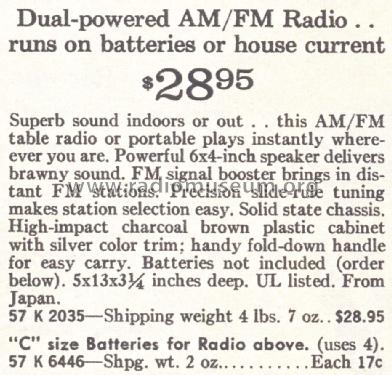 Dual-powered AM/FM Radio . .
runs on batteries or house current
$28⁹⁵
Superb sound indoors or out . . this AM/FM
table radio or portable plays instantly wher-
ever you are. Powerful 6x4-inch speaker delivers
brawny sound. FM signal booster brings in dis-
tant FM stations. Precision slide-rule tuning
www.radiomuseum.org
makes station selection easy. Solid state chassis.
High-impact charcoal brown plastic cabinet
with silver color trim; handy fold-down handle
for easy carry. Batteries not included (order
below). 5x13x3¼ inches deep. UL listed. From
Japan.
57 K 2035—Shipping weight 4 lbs. 7 oz. . $28.95
"C" size Batteries for Radio above. (uses 4).
57 K 6446—Shpg. wt. 2 oz. . . . . . . . . . . Each 17c